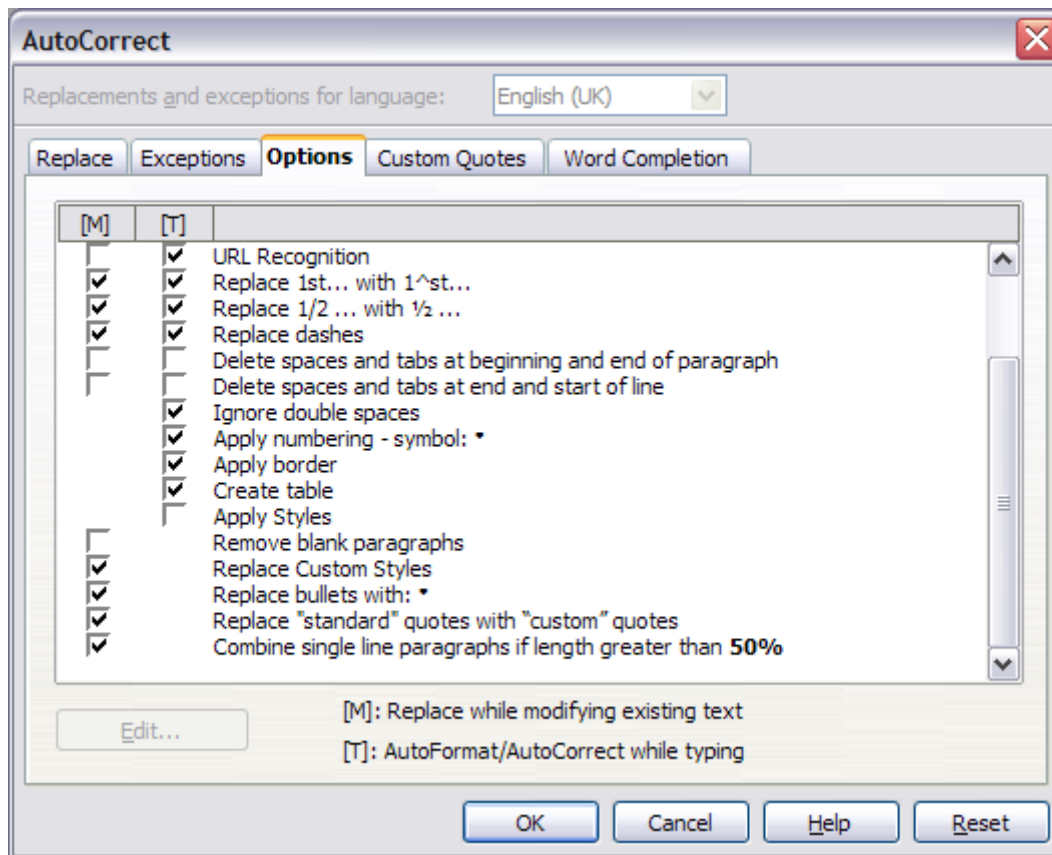 AutoCorrect
Replacements and exceptions for language: English (UK)
Replace Exceptions Options Custom Quotes Word Completion
[M] [T]
URL Recognition
Replace 1st... with 1^st...
Replace 1/2 ... with ½ ...
Replace dashes
Delete spaces and tabs at beginning and end of paragraph
Delete spaces and tabs at end and start of line
Ignore double spaces
Apply numbering - symbol: •
Apply border
Create table
Apply Styles
Remove blank paragraphs
Replace Custom Styles
Replace bullets with: •
Replace "standard" quotes with “custom” quotes
Combine single line paragraphs if length greater than 50%
Edit...
[M]: Replace while modifying existing text
[T]: AutoFormat/AutoCorrect while typing
OK Cancel Help Reset